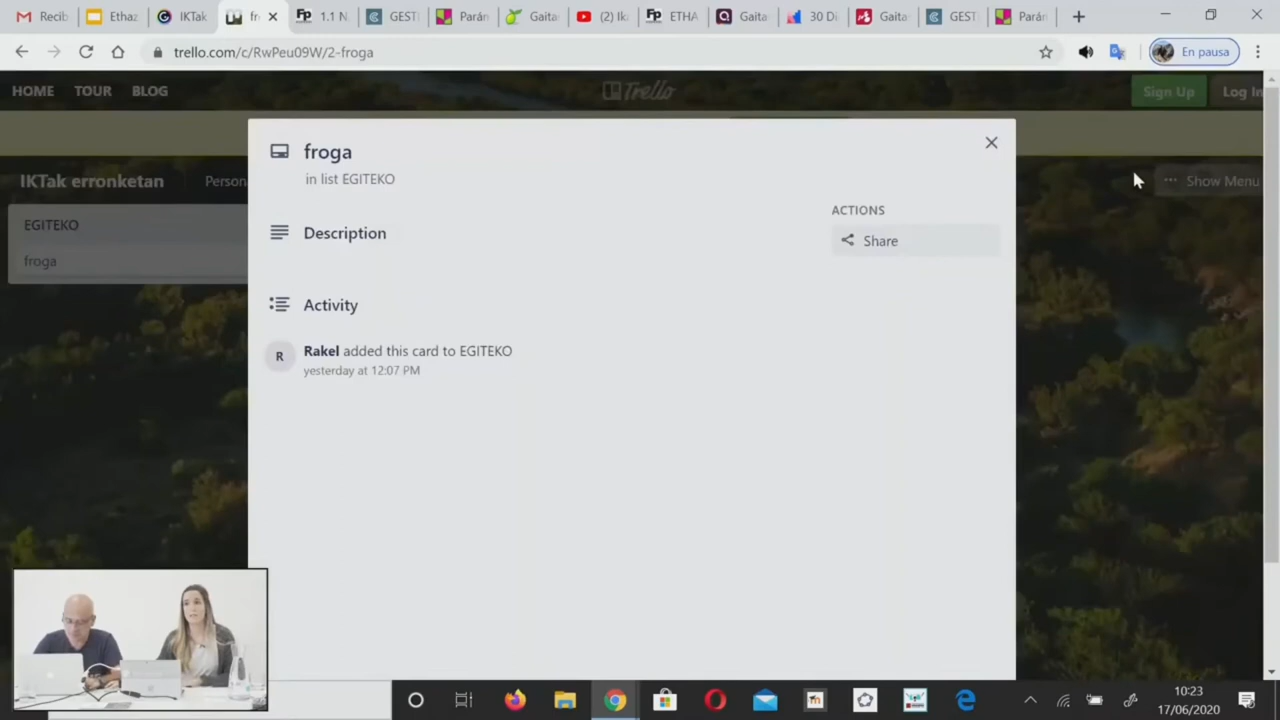 Recib
Ethaz
IKTak
fr
1.1 N
GEST
Parán
Gaita
(2) Ik
ETHA
Gaita
30 Di
Gaita
GEST
Parán
trello.com/c/RwPeu09W/2-froga
En pausa
HOME TOUR BLOG
Trello
Sign Up
Log In
IKTak erronketan
Person
Show Menu
EGITEKO
froga
froga
in list EGITEKO
Description
ACTIONS
Share
Activity
R
Rakel added this card to EGITEKO
yesterday at 12:07 PM
10:23
17/06/2020